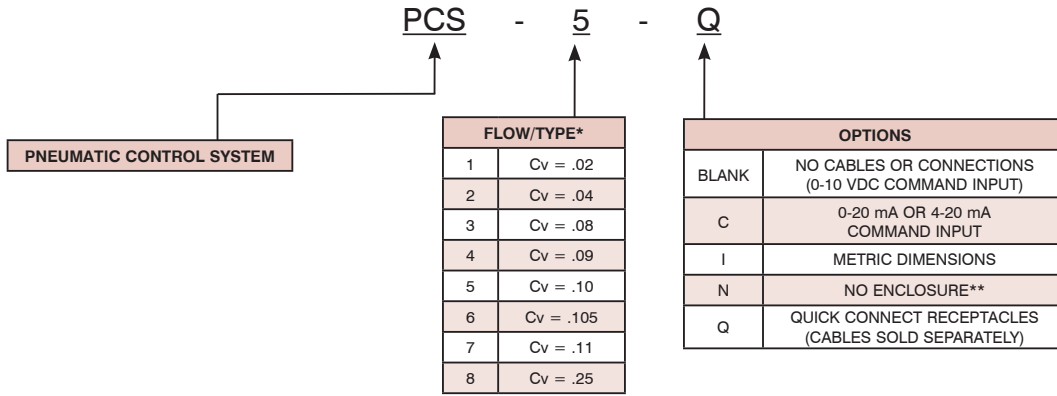 PCS - 5 - Q
PNEUMATIC CONTROL SYSTEM
FLOW/TYPE*
1 Cv = .02
2 Cv = .04
3 Cv = .08
4 Cv = .09
5 Cv = .10
6 Cv = .105
7 Cv = .11
8 Cv = .25
OPTIONS
BLANK NO CABLES OR CONNECTIONS
(0-10 VDC COMMAND INPUT)
C 0-20 mA OR 4-20 mA
COMMAND INPUT
I METRIC DIMENSIONS
N NO ENCLOSURE**
Q QUICK CONNECT RECEPTACLES
(CABLES SOLD SEPARATELY)